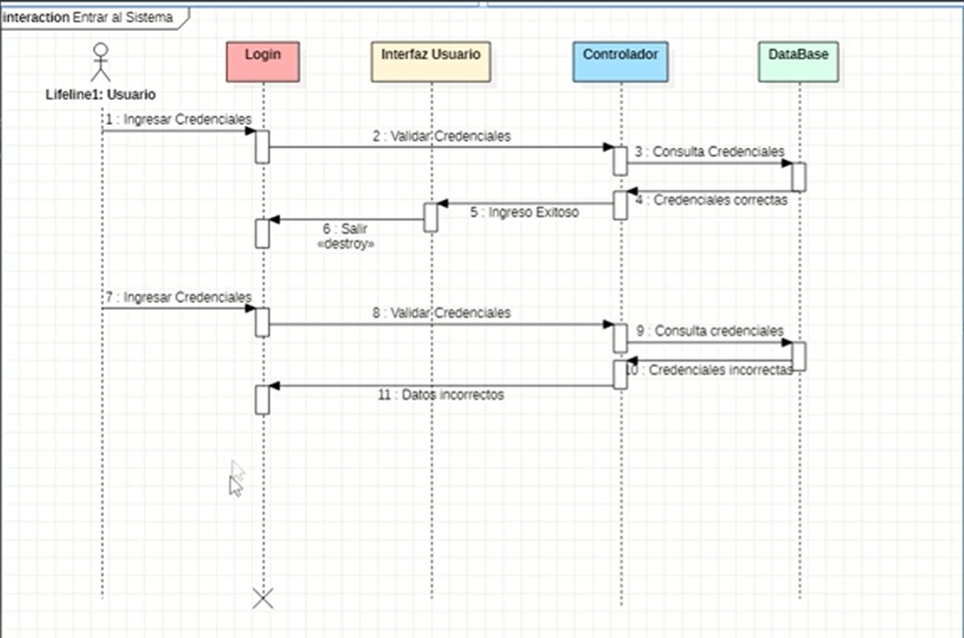 interaction Entrar al Sistema
Login
Interfaz Usuario
Controlador
DataBase
Lifeline1: Usuario
1 : Ingresar Credenciales
2 : Validar Credenciales
3 : Consulta Credenciales
4 : Credenciales correctas
5 : Ingreso Exitoso
6 : Salir
«destroy»
7 : Ingresar Credenciales
8 : Validar Credenciales
9 : Consulta credenciales
10 : Credenciales incorrectas
11 : Datos incorrectos